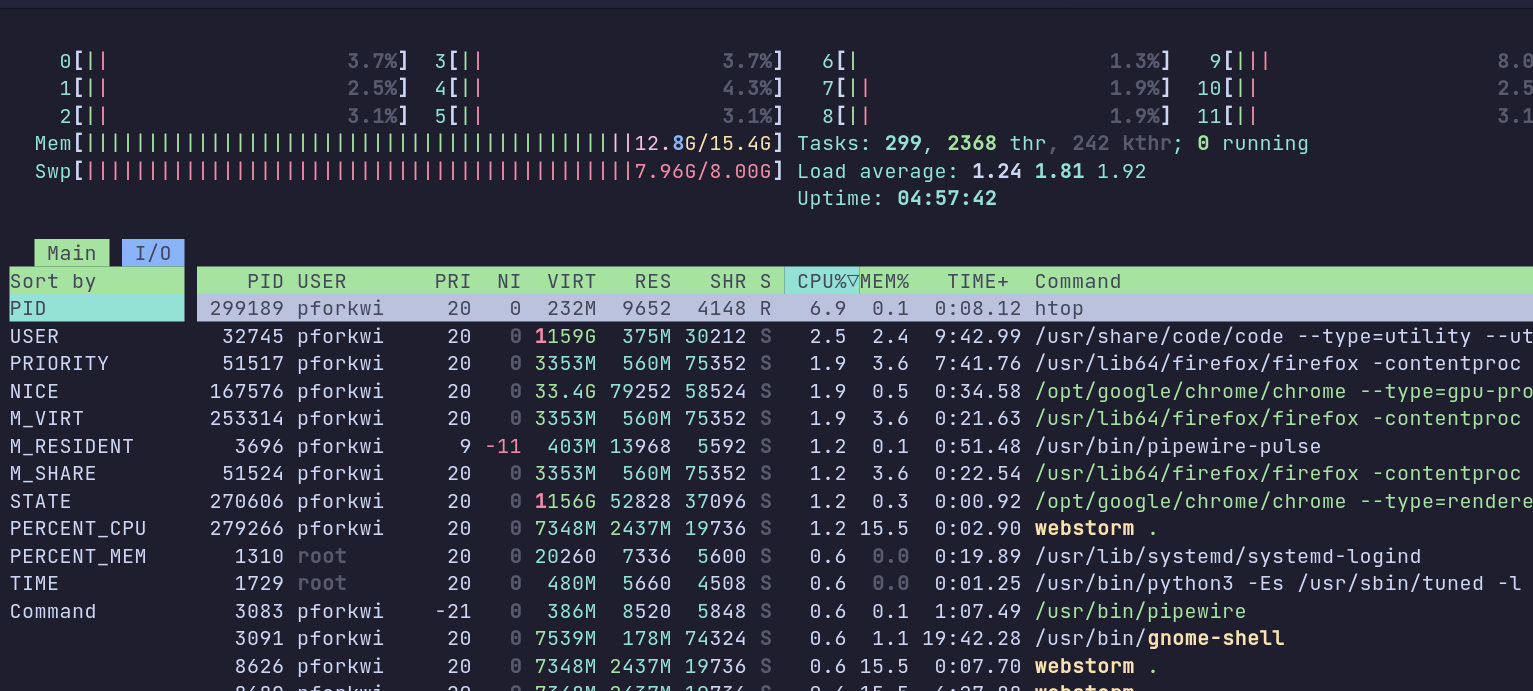 0[|| 3.7%] 3[|| 3.7%] 6[| 1.3%] 9[||| 8.0
1[|| 2.5%] 4[|| 4.3%] 7[|| 1.9%] 10[|| 2.5
2[|| 3.1%] 5[|| 3.1%] 8[|| 1.9%] 11[|| 3.1
Mem[||||||||||||||||||||||||||||||||||||||||||||12.8G/15.4G] Tasks: 299, 2368 thr, 242 kthr; 0 running
Swp[||||||||||||||||||||||||||||||||||||||||||||7.96G/8.00G] Load average: 1.24 1.81 1.92
Uptime: 04:57:42
Main I/O
Sort by PID USER PRI NI VIRT RES SHR S CPU%▽MEM% TIME+ Command
PID 299189 pforkwi 20 0 232M 9652 4148 R 6.9 0.1 0:08.12 htop
USER 32745 pforkwi 20 0 1159G 375M 30212 S 2.5 2.4 9:42.99 /usr/share/code/code --type=utility --ut
PRIORITY 51517 pforkwi 20 0 3353M 560M 75352 S 1.9 3.6 7:41.76 /usr/lib64/firefox/firefox -contentproc
NICE 167576 pforkwi 20 0 33.4G 79252 58524 S 1.9 0.5 0:34.58 /opt/google/chrome/chrome --type=gpu-pro
M_VIRT 253314 pforkwi 20 0 3353M 560M 75352 S 1.9 3.6 0:21.63 /usr/lib64/firefox/firefox -contentproc
M_RESIDENT 3696 pforkwi 9 -11 403M 13968 5592 S 1.2 0.1 0:51.48 /usr/bin/pipewire-pulse
M_SHARE 51524 pforkwi 20 0 3353M 560M 75352 S 1.2 3.6 0:22.54 /usr/lib64/firefox/firefox -contentproc
STATE 270606 pforkwi 20 0 1156G 52828 37096 S 1.2 0.3 0:00.92 /opt/google/chrome/chrome --type=rendere
PERCENT_CPU 279266 pforkwi 20 0 7348M 2437M 19736 S 1.2 15.5 0:02.90 webstorm .
PERCENT_MEM 1310 root 20 0 20260 7336 5600 S 0.6 0.0 0:19.89 /usr/lib/systemd/systemd-logind
TIME 1729 root 20 0 480M 5660 4508 S 0.6 0.0 0:01.25 /usr/bin/python3 -Es /usr/sbin/tuned -l
Command 3083 pforkwi -21 0 386M 8520 5848 S 0.6 0.1 1:07.49 /usr/bin/pipewire
3091 pforkwi 20 0 7539M 178M 74324 S 0.6 1.1 19:42.28 /usr/bin/gnome-shell
8626 pforkwi 20 0 7348M 2437M 19736 S 0.6 15.5 0:07.70 webstorm .
pforkwi 20 0 7348M 2437M 19736 S 15.5 webstorm